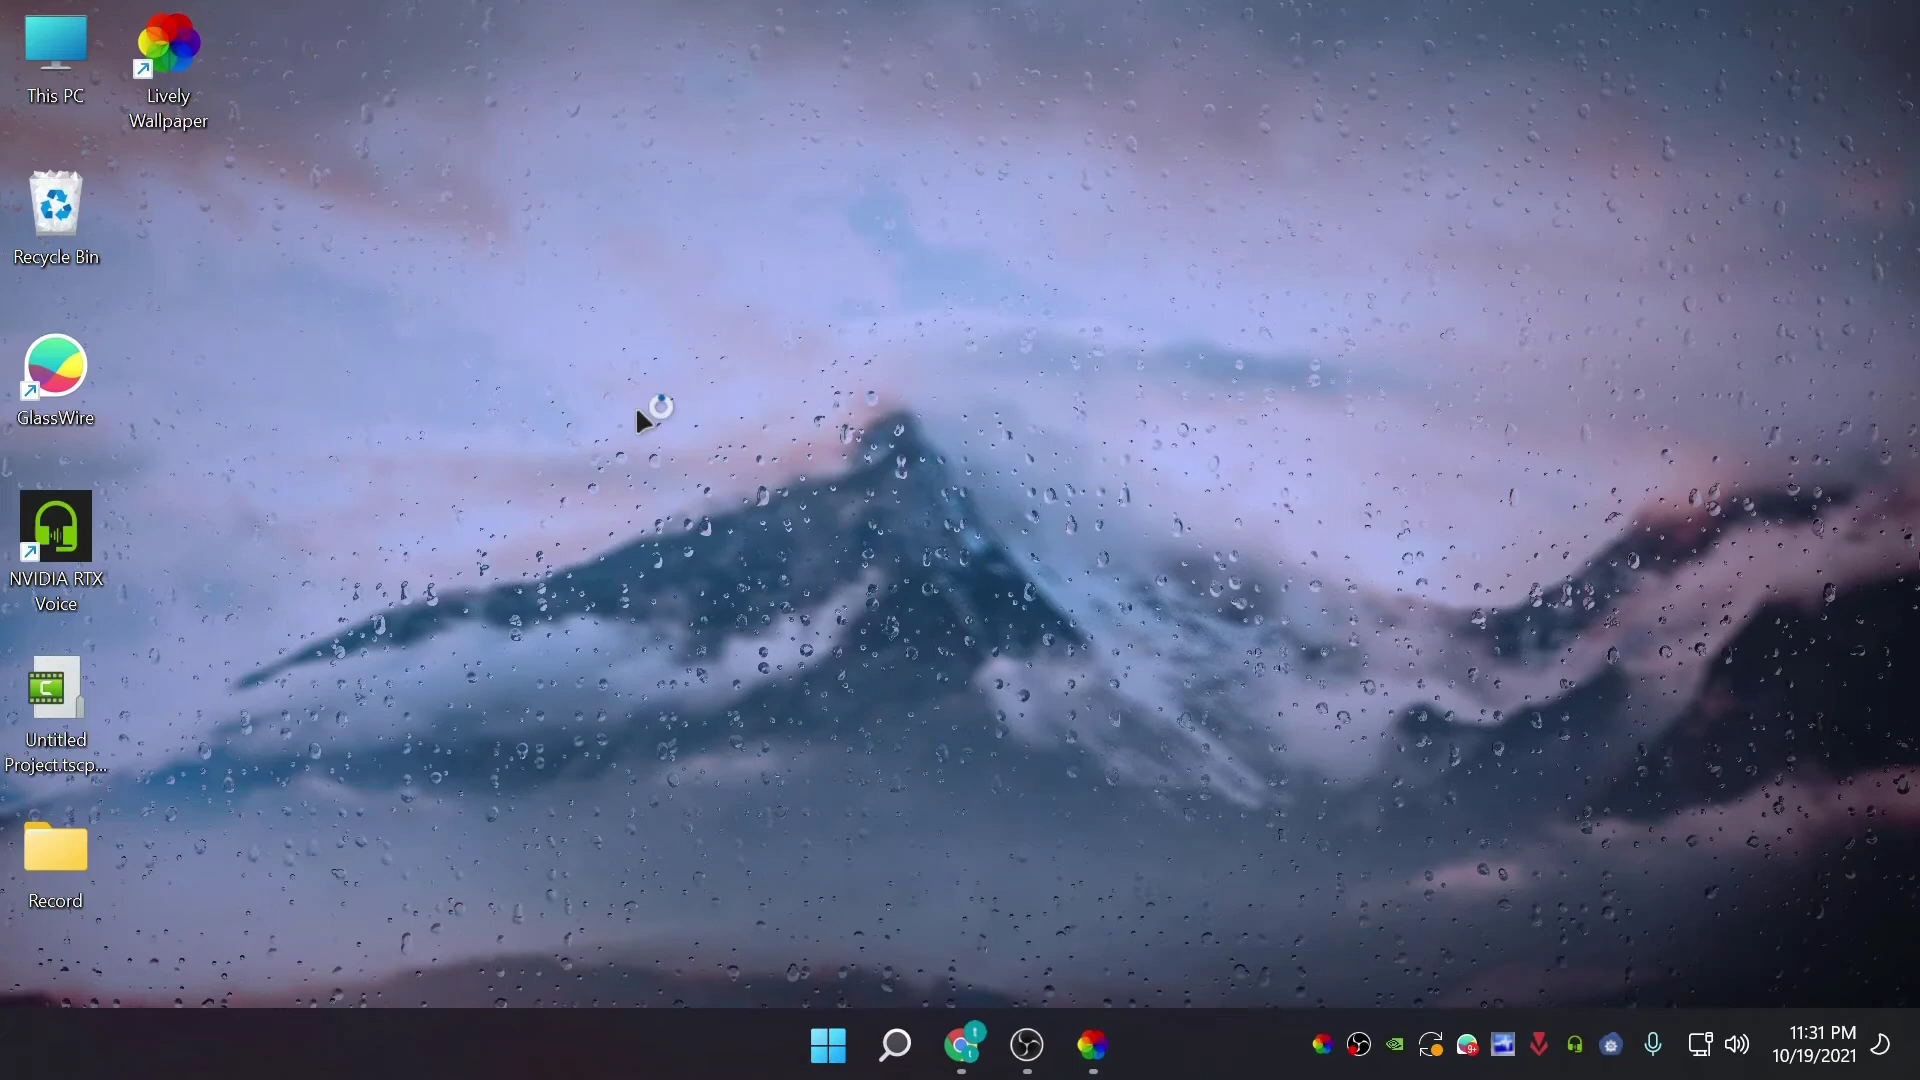 This PC
Lively
Wallpaper
Recycle Bin
GlassWire
NVIDIA RTX
Voice
Untitled
Project.tscp...
Record
t
t
9+
11:31 PM
10/19/2021